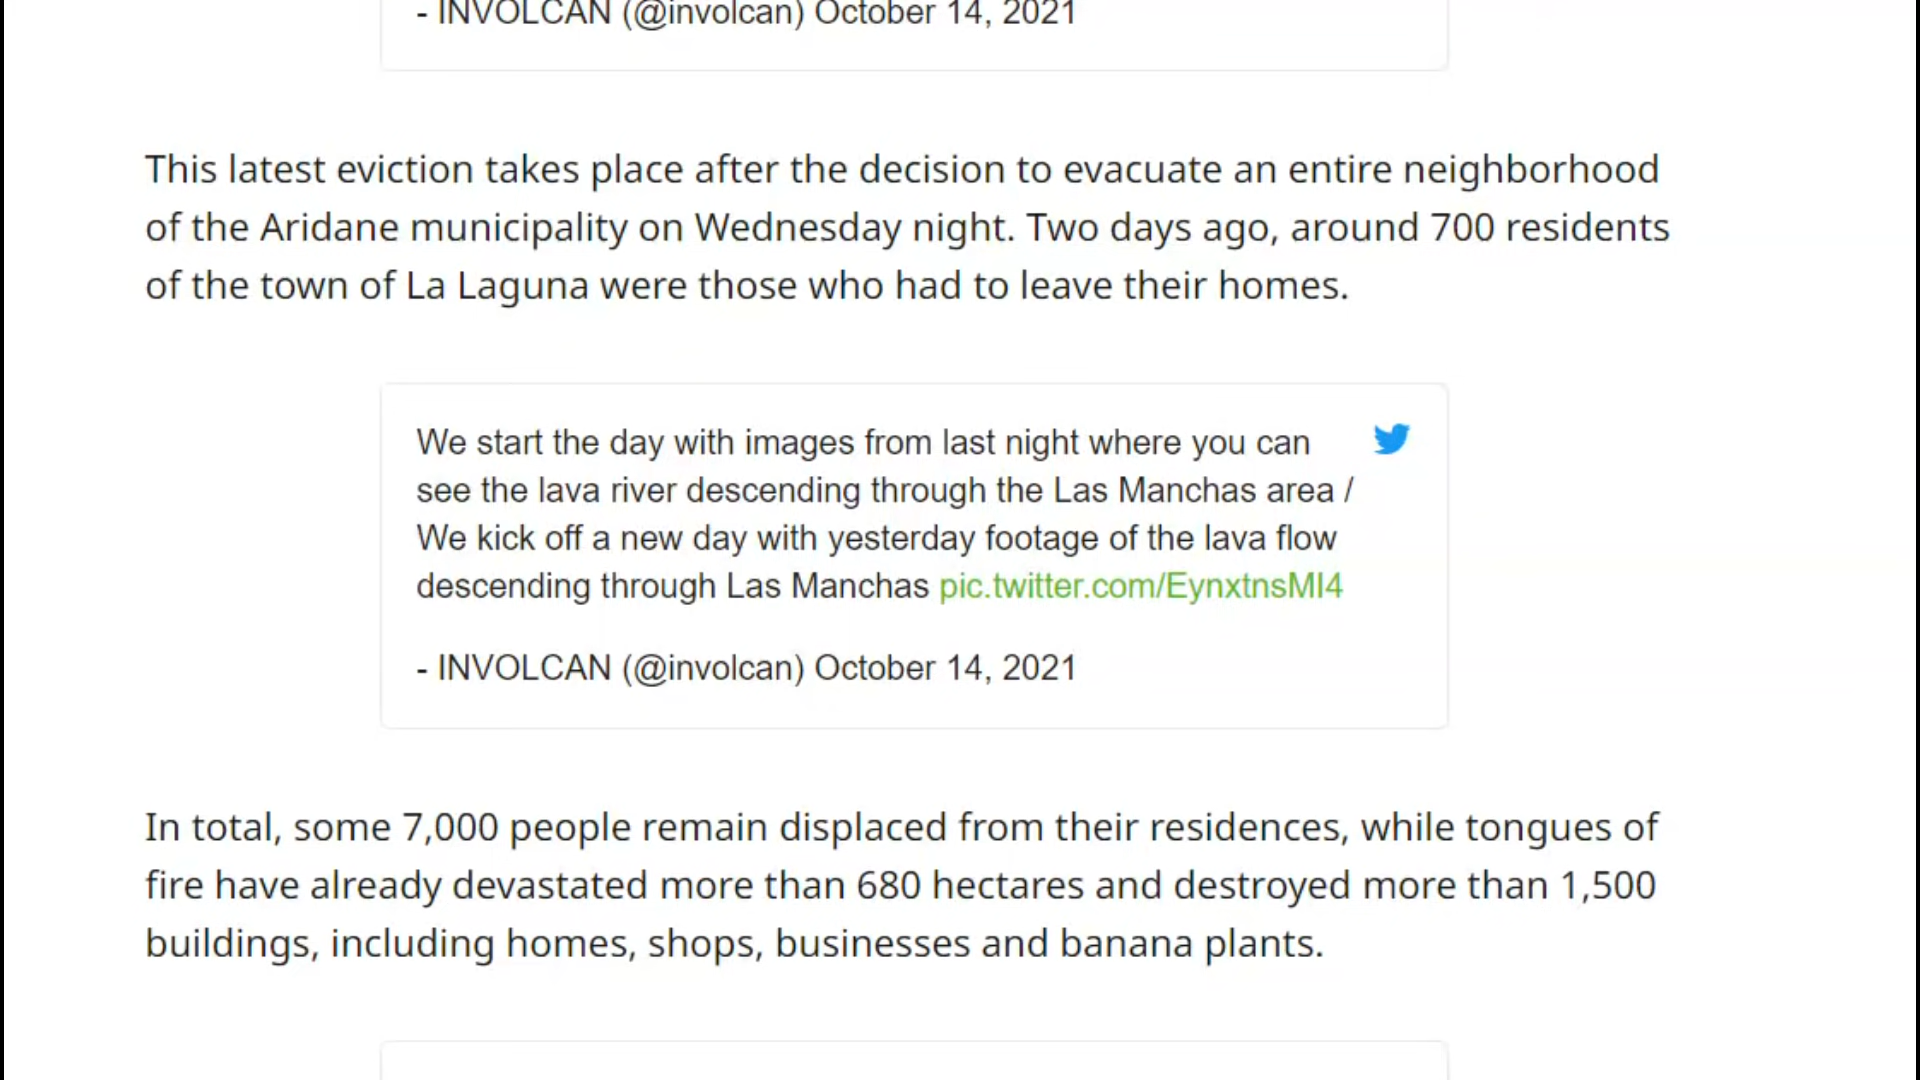 - INVOLCAN (@involcan) October 14, 2021
This latest eviction takes place after the decision to evacuate an entire neighborhood
of the Aridane municipality on Wednesday night. Two days ago, around 700 residents
of the town of La Laguna were those who had to leave their homes.
We start the day with images from last night where you can
see the lava river descending through the Las Manchas area /
We kick off a new day with yesterday footage of the lava flow
descending through Las Manchas pic.twitter.com/EynxtnsMI4
- INVOLCAN (@involcan) October 14, 2021
In total, some 7,000 people remain displaced from their residences, while tongues of
fire have already devastated more than 680 hectares and destroyed more than 1,500
buildings, including homes, shops, businesses and banana plants.